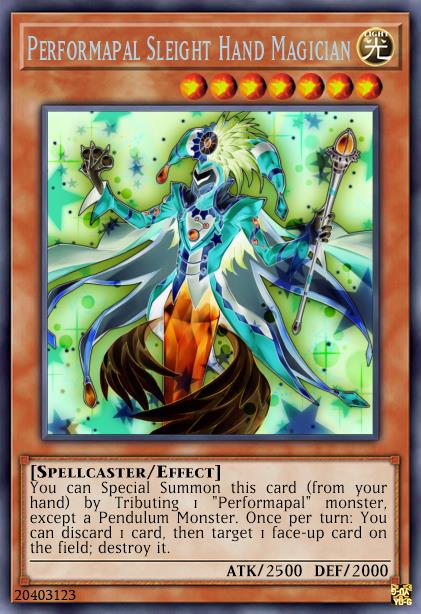 Performapal Sleight Hand Magician
LIGHT
光
[Spellcaster/Effect]
You can Special Summon this card (from your
hand) by Tributing 1 "Performapal" monster,
except a Pendulum Monster. Once per turn: You
can discard 1 card, then target 1 face-up card on
the field; destroy it.
ATK/2500 DEF/2000
20403123